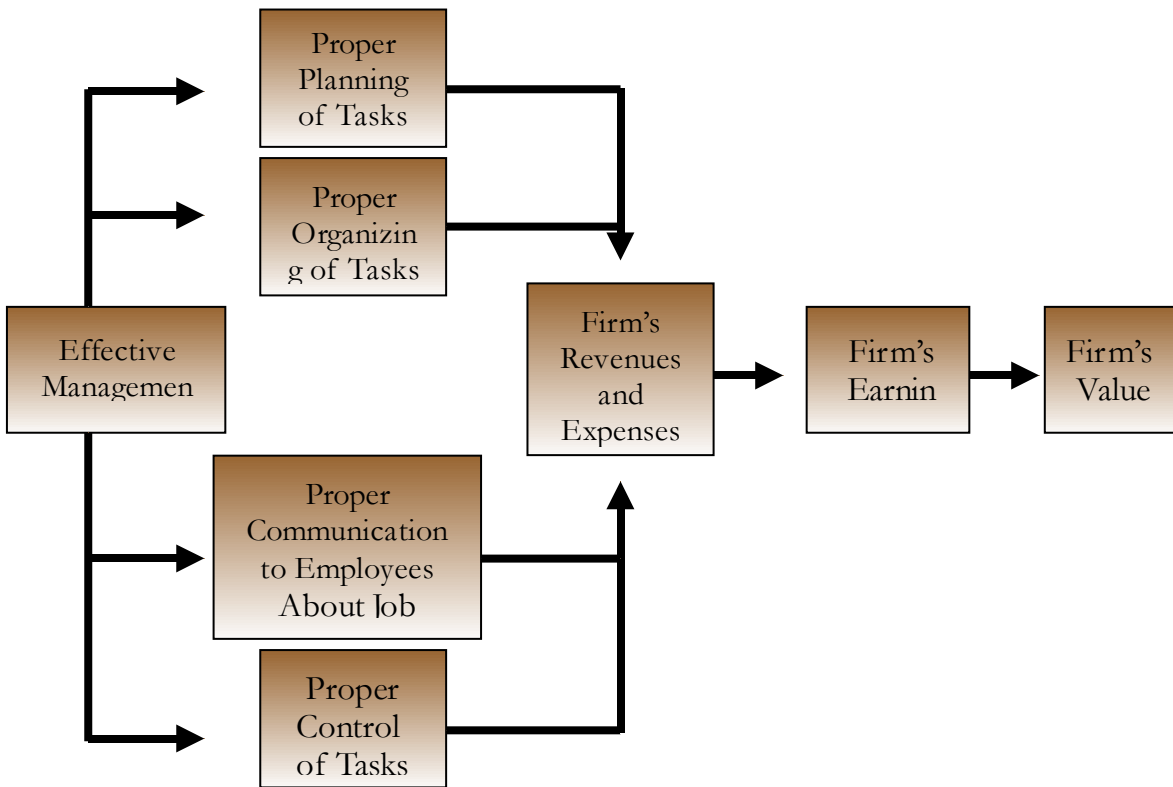 Proper
Planning
of Tasks
Proper
Organizin
g of Tasks
Effective
Managemen
Proper
Communication
to Employees
About Job
Proper
Control
of Tasks
Firm’s
Revenues
and
Expenses
Firm’s
Earnin
Firm’s
Value